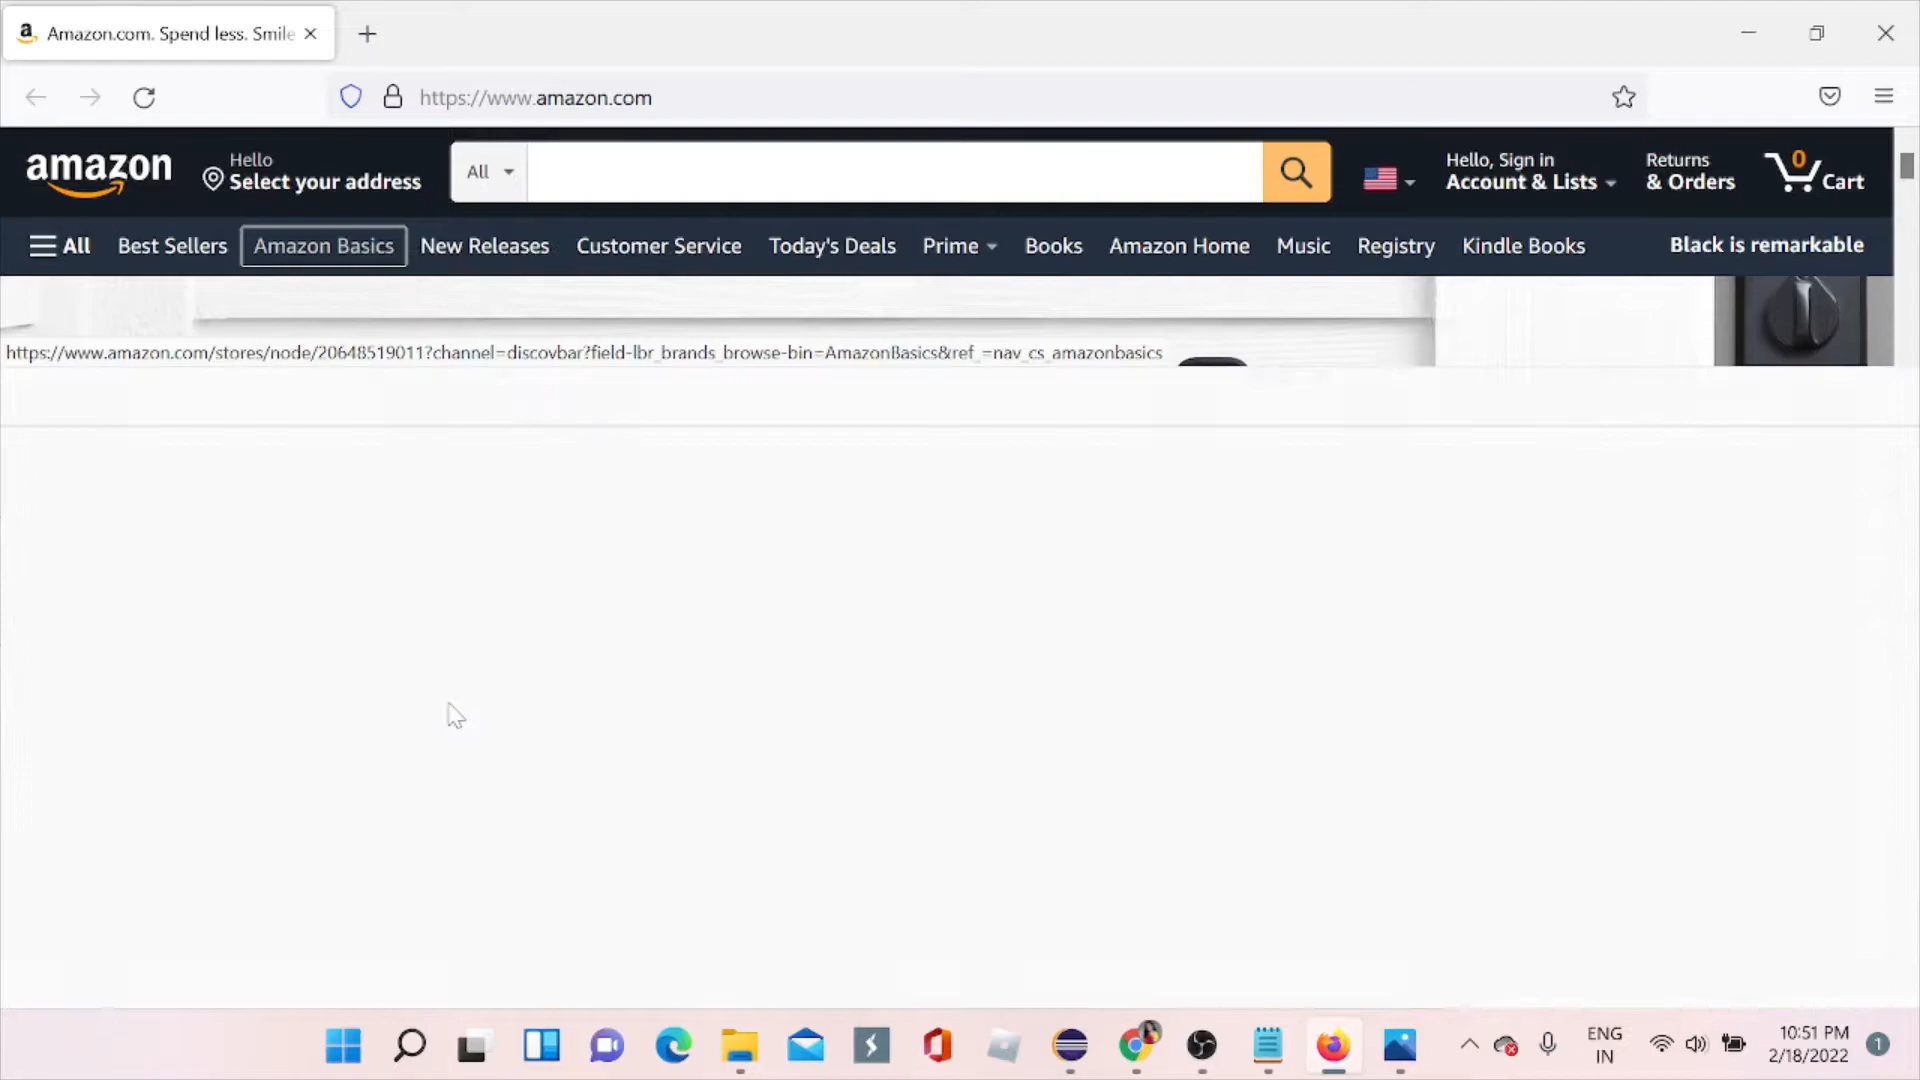 Amazon.com. Spend less. Smile
https://www.amazon.com
amazon
Hello
Select your address
All
Hello, Sign in
Account & Lists
Returns
& Orders
0
Cart
All
Best Sellers
Amazon Basics
New Releases
Customer Service
Today's Deals
Prime
Books
Amazon Home
Music
Registry
Kindle Books
Black is remarkable
https://www.amazon.com/stores/node/20648519011?channel=discovbar?field-lbr_brands_browse-bin=AmazonBasics&ref_=nav_cs_amazonbasics
ENG
IN
10:51 PM
2/18/2022
1